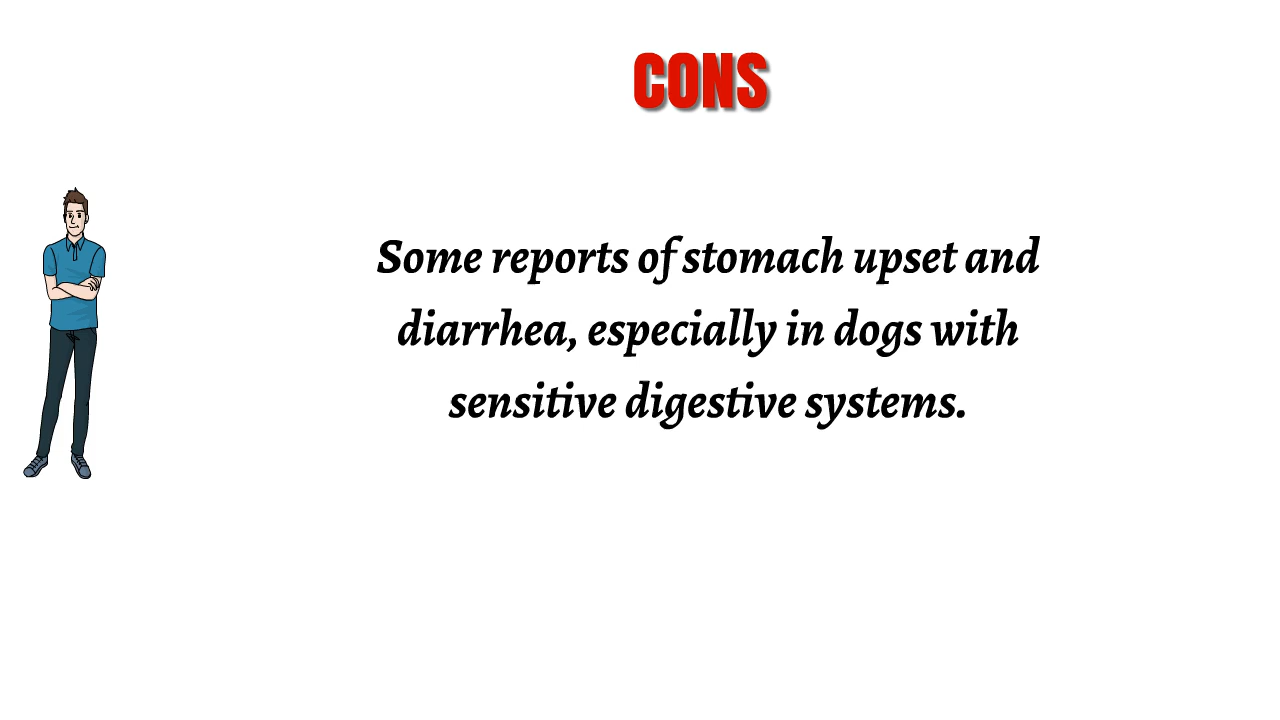 CONS
Some reports of stomach upset and
diarrhea, especially in dogs with
sensitive digestive systems.